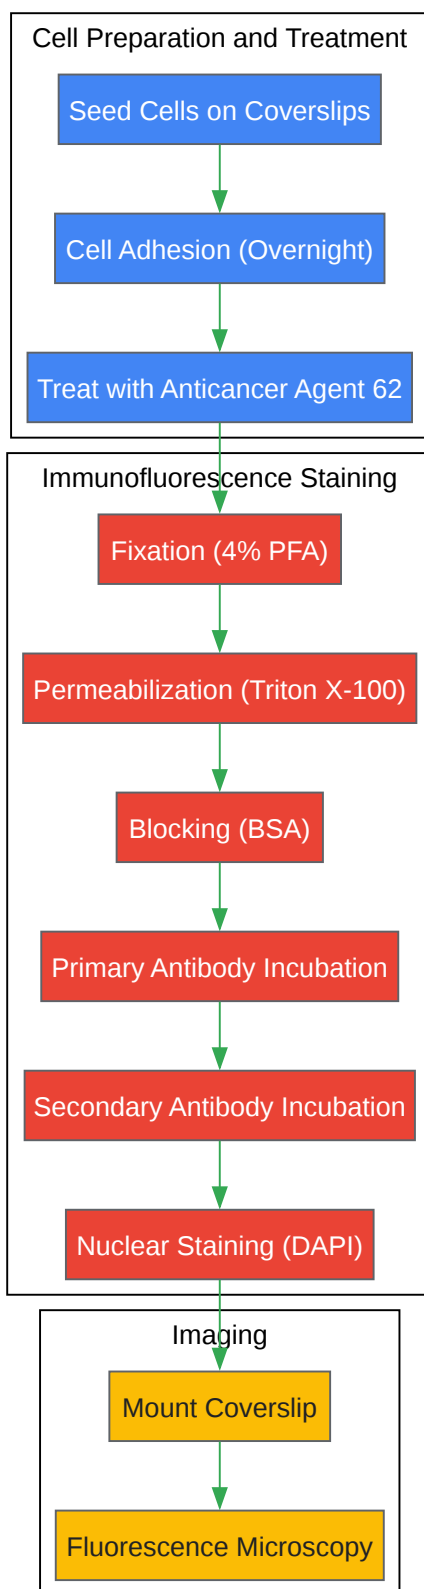 Cell Preparation and Treatment
Seed Cells on Coverslips
Cell Adhesion (Overnight)
Treat with Anticancer Agent 62
Immunofluorescence Staining
Fixation (4% PFA)
Permeabilization (Triton X-100)
Blocking (BSA)
Primary Antibody Incubation
Secondary Antibody Incubation
Nuclear Staining (DAPI)
Imaging
Mount Coverslip
Fluorescence Microscopy